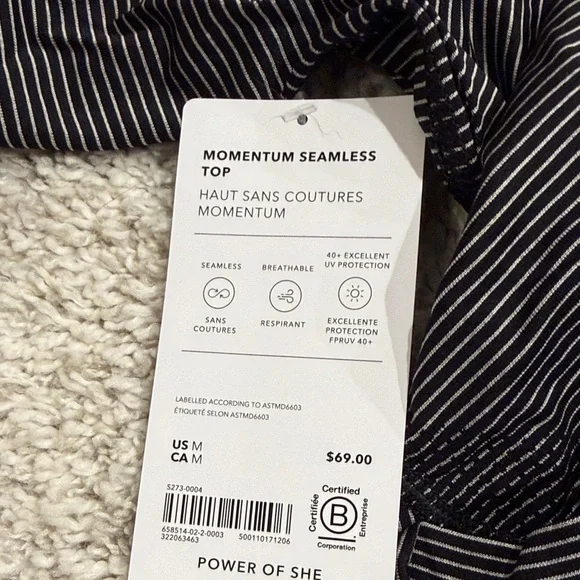 MOMENTUM SEAMLESS
TOP
HAUT SANS COUTURES
MOMENTUM
SEAMLESS
SANS
COUTURES
BREATHABLE
RESPIRANT
40+ EXCELLENT
UV PROTECTION
EXCELLENTE
PROTECTION
FPRUV 40+
LABELLED ACCORDING TO ASTMD6603
ÉTIQUETÉ SELON ASTMD6603
US M
CA M
$69.00
5273-0004
658514-02-2-0003 500110171206
322063463
Certified
Certifiée
B
Entreprise
Corporation
POWER OF SHE